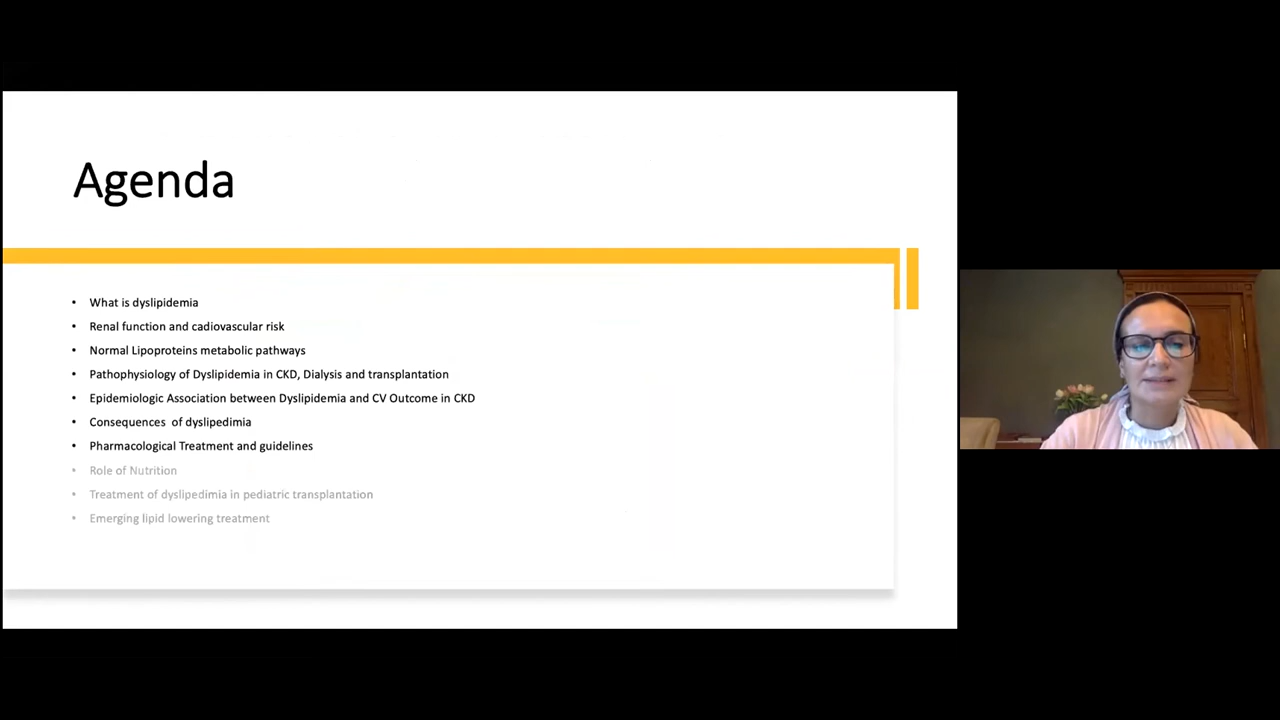 Agenda
• What is dyslipidemia
• Renal function and cadiovascular risk
• Normal Lipoproteins metabolic pathways
• Pathophysiology of Dyslipidemia in CKD, Dialysis and transplantation
• Epidemiologic Association between Dyslipidemia and CV Outcome in CKD
• Consequences of dyslipedimia
• Pharmacological Treatment and guidelines
• Role of Nutrition
• Treatment of dyslipedimia in pediatric transplantation
• Emerging lipid lowering treatment